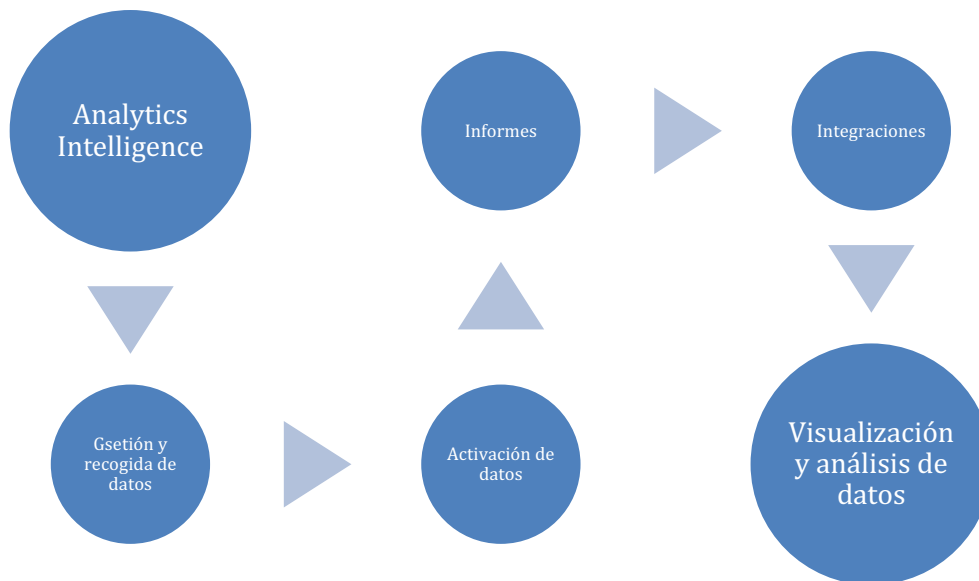 Analytics
Intelligence
Gsetión y
recogida de
datos
Activación de
datos
Informes
Integraciones
Visualización
y análisis de
datos